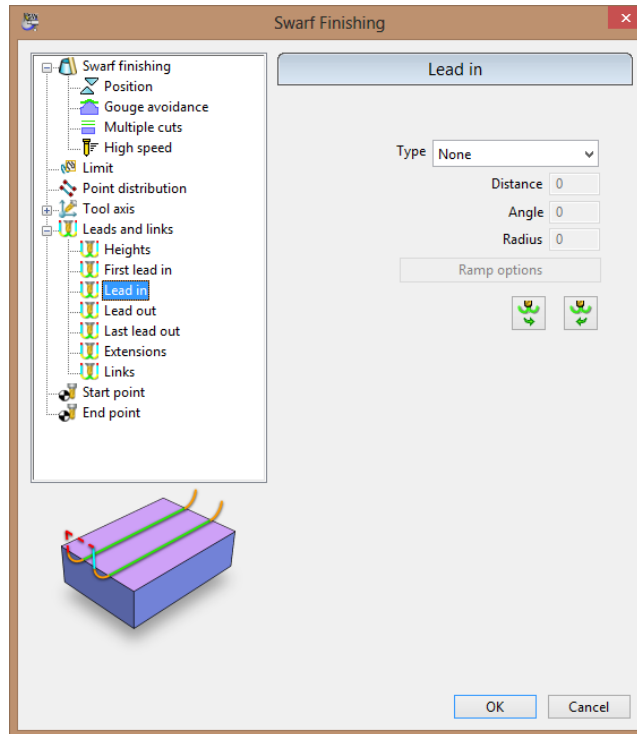 Swarf Finishing
Swarf finishing
Position
Gouge avoidance
Multiple cuts
High speed
Limit
Point distribution
Tool axis
Leads and links
Heights
First lead in
Lead in
Lead out
Last lead out
Extensions
Links
Start point
End point
Lead in
Type None
Distance 0
Angle 0
Radius 0
Ramp options
OK Cancel